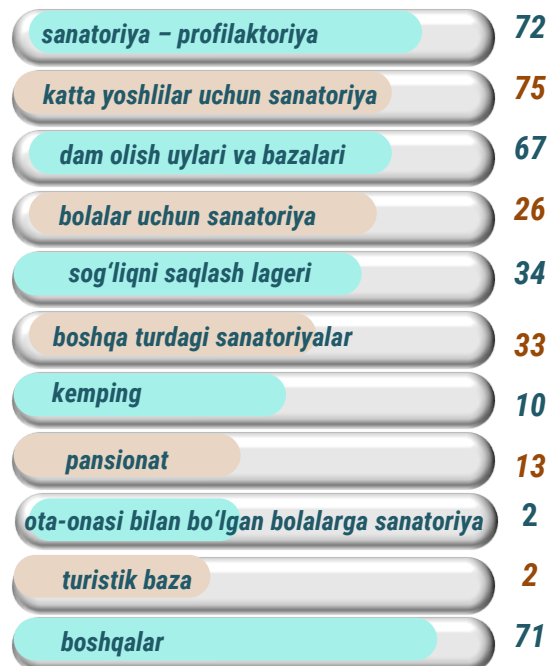 sanatoriya – profilaktoriya 72
katta yoshlilar uchun sanatoriya 75
dam olish uylari va bazalari 67
bolalar uchun sanatoriya 26
sog‘liqni saqlash lageri 34
boshqa turdagi sanatoriyalar 33
kemping 10
pansionat 13
ota-onasi bilan bo‘lgan bolalarga sanatoriya 2
turistik baza 2
boshqalar 71